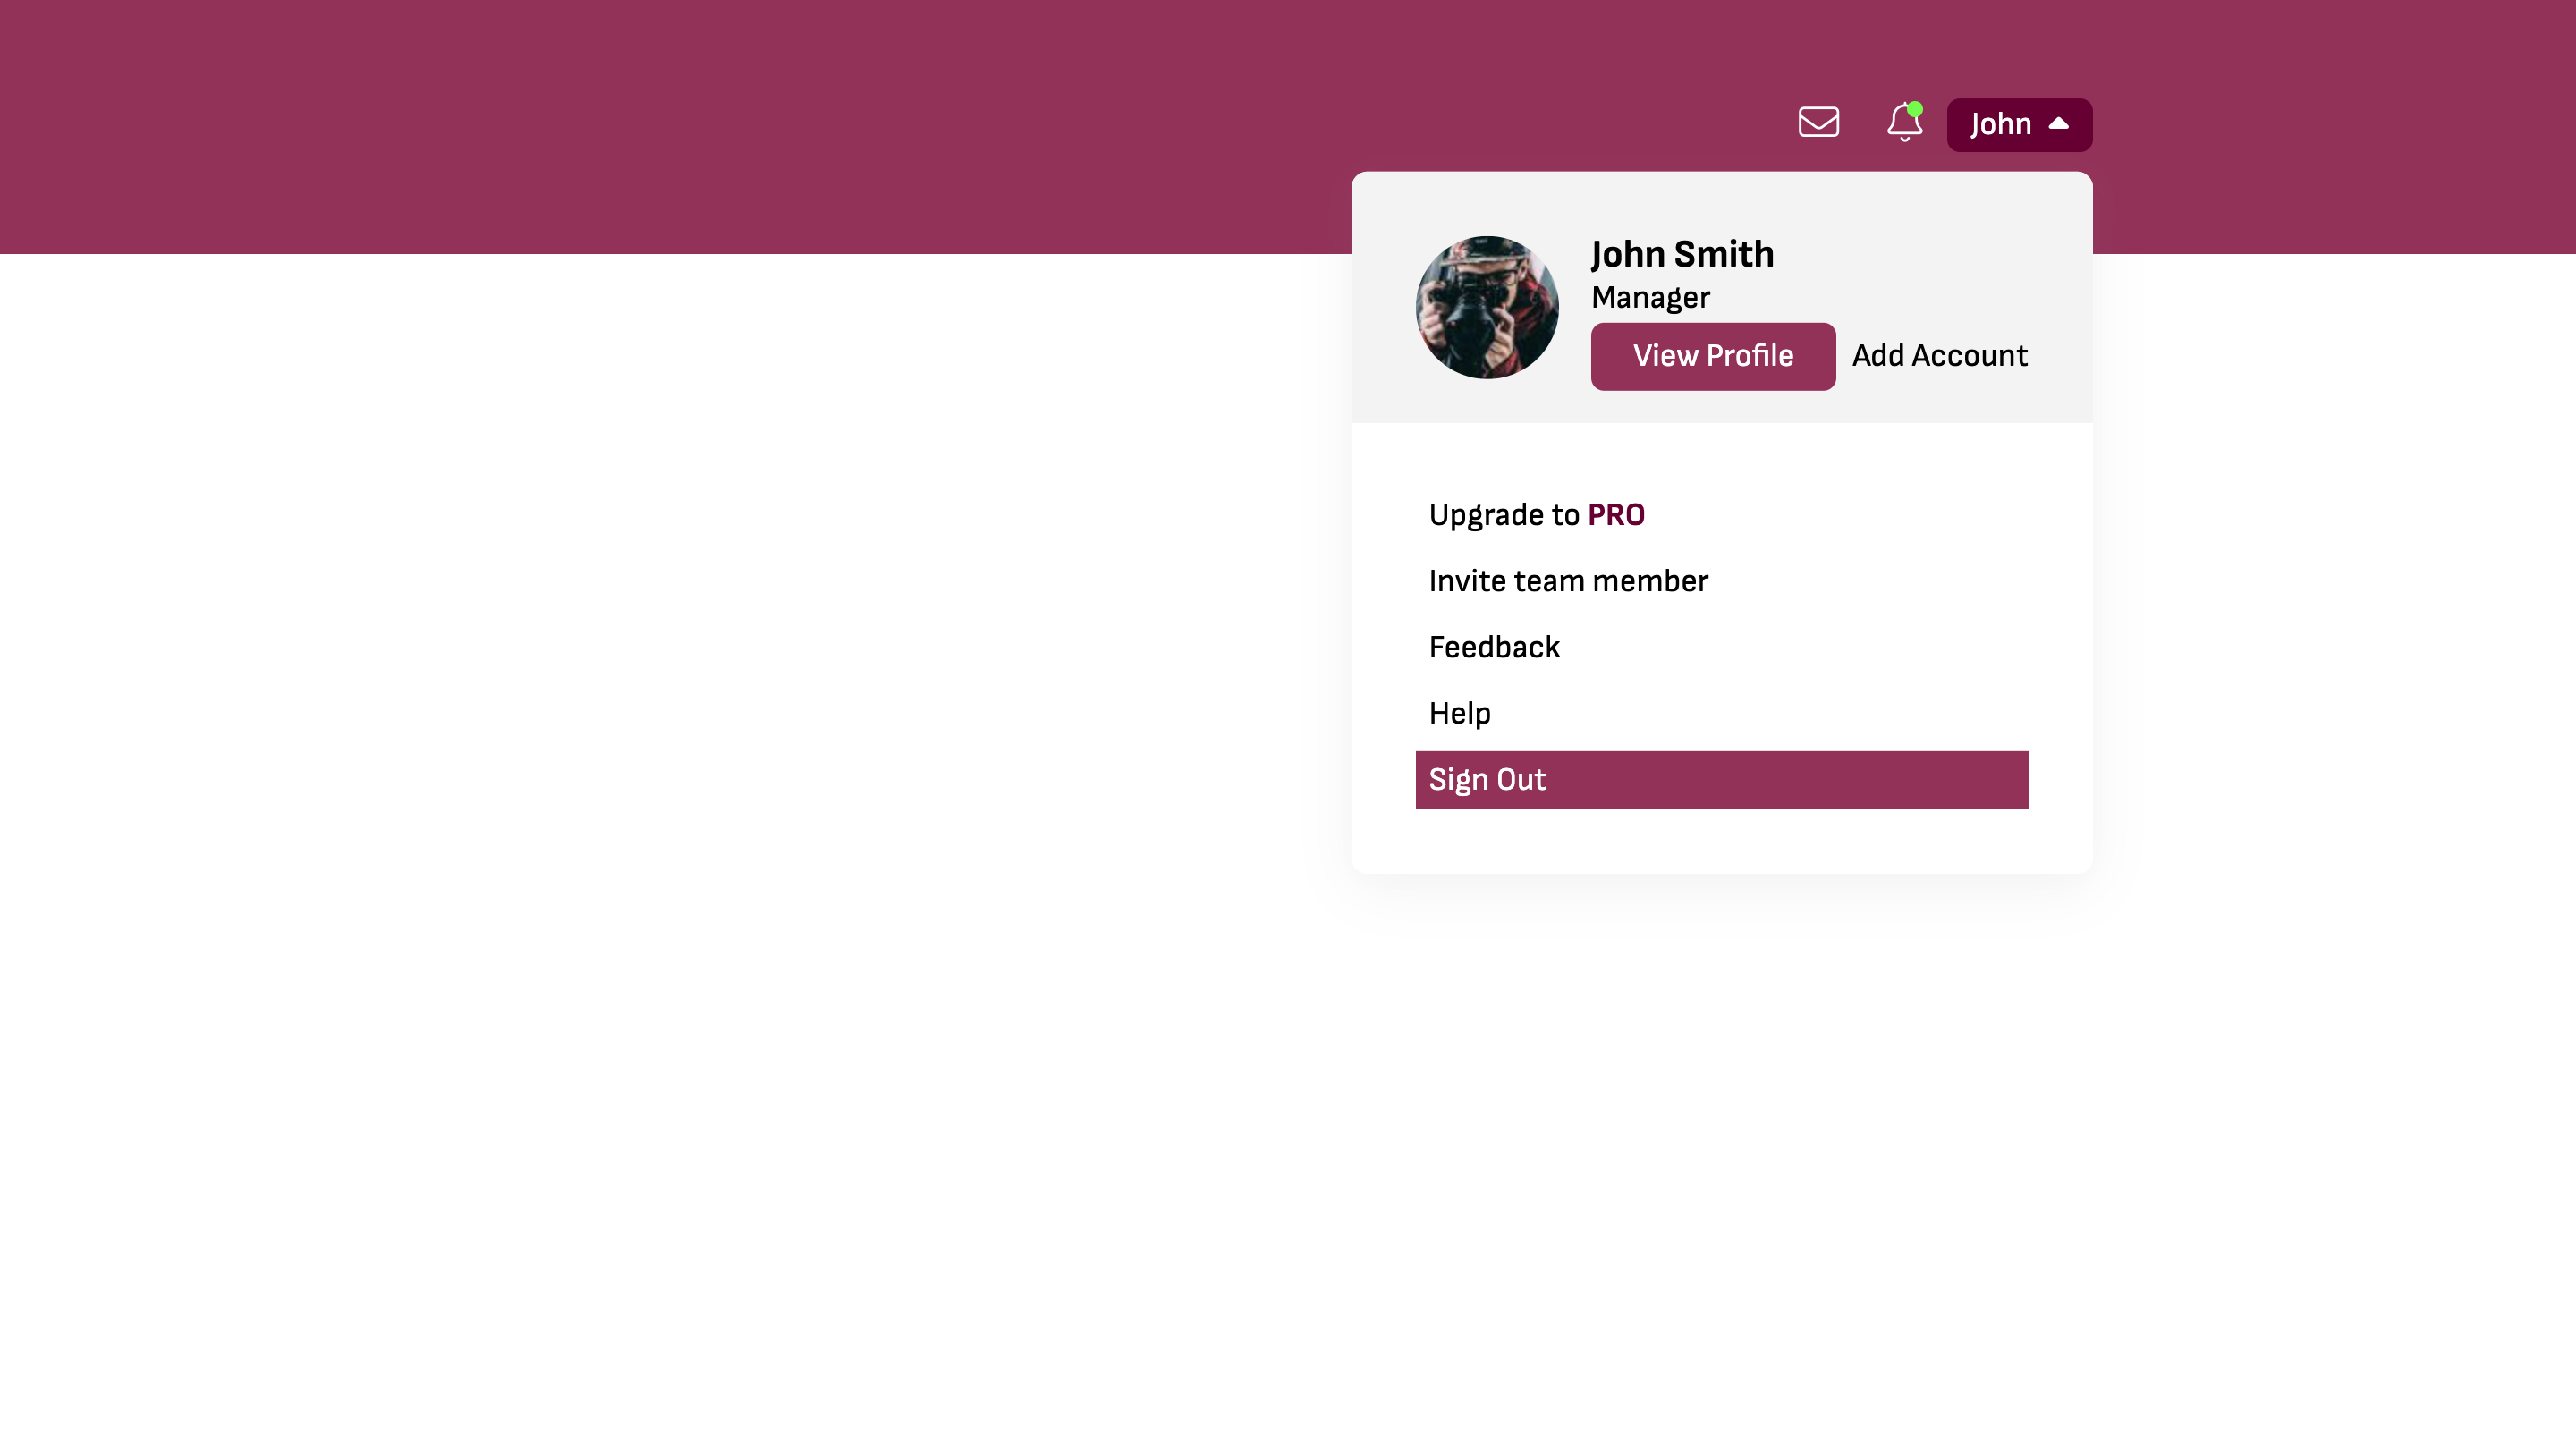 John
John Smith
Manager
View Profile Add Account
Upgrade to PRO
Invite team member
Feedback
Help
Sign Out